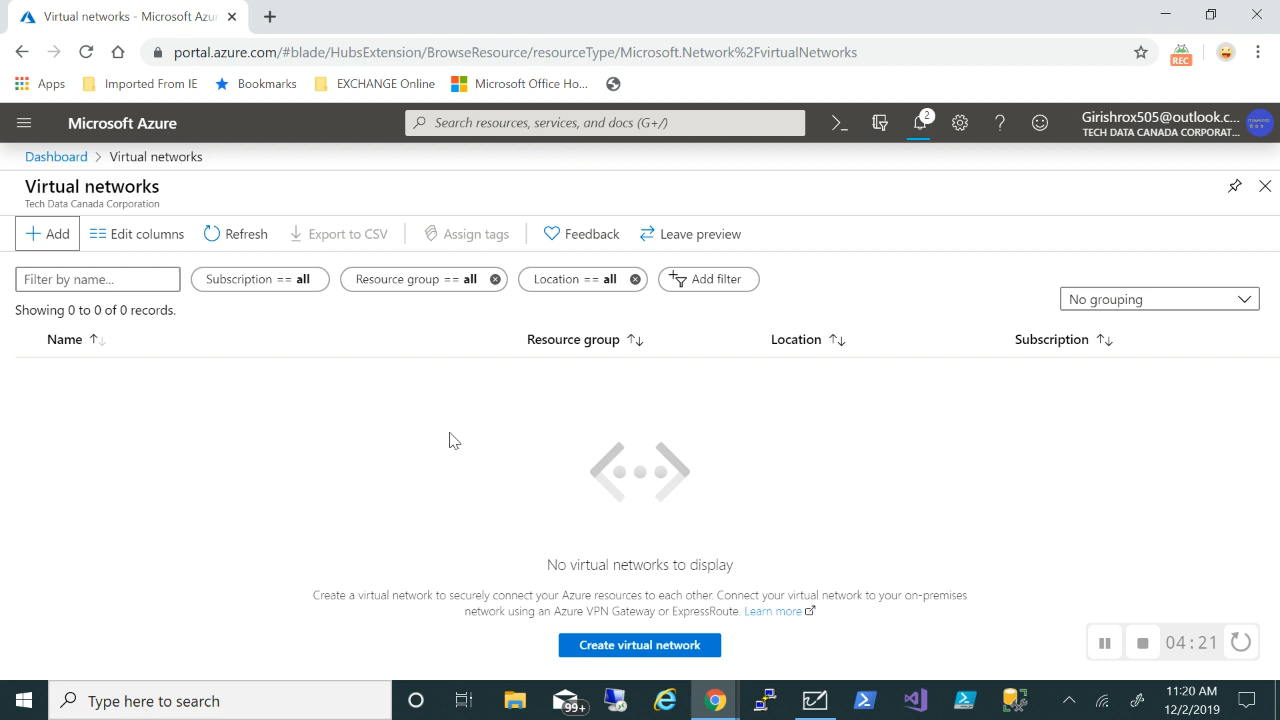 Virtual networks - Microsoft Azur
portal.azure.com/#blade/HubsExtension/BrowseResource/resourceType/Microsoft.Network%2FvirtualNetworks
REC
Apps Imported From IE Bookmarks EXCHANGE Online Microsoft Office Ho...
Microsoft Azure Search resources, services, and docs (G+/) 2 Girishrox505@outlook.c...
TECH DATA CANADA CORPORAT...
Dashboard > Virtual networks
Virtual networks
Tech Data Canada Corporation
Add Edit columns Refresh Export to CSV Assign tags Feedback Leave preview
Filter by name... Subscription == all Resource group == all Location == all Add filter
No grouping
Showing 0 to 0 of 0 records.
Name Resource group Location Subscription
No virtual networks to display
Create a virtual network to securely connect your Azure resources to each other. Connect your virtual network to your on-premises
network using an Azure VPN Gateway or ExpressRoute. Learn more
Create virtual network
04:21
Type here to search 99+ 11:20 AM
12/2/2019